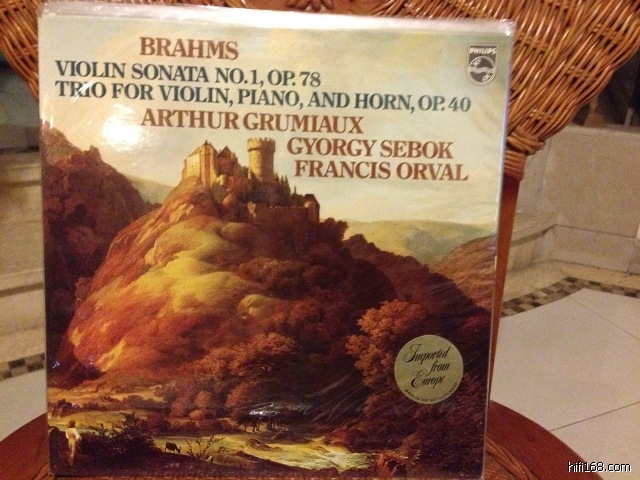 BRAHMS
PHILIPS
VIOLIN SONATA NO.1, OP. 78
TRIO FOR VIOLIN, PIANO, AND HORN, OP. 40
ARTHUR GRUMIAUX
GYORGY SEBOK
FRANCIS ORVAL
Imported
from
Europe
hifi168.com